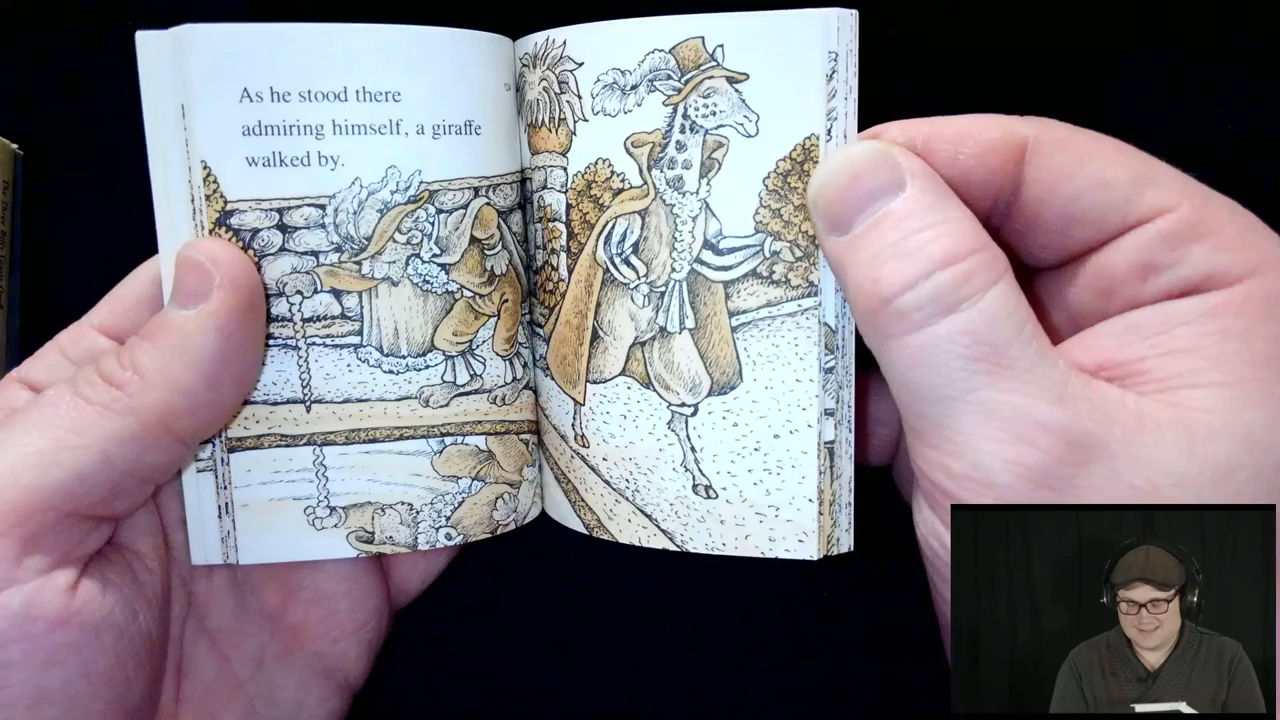 As he stood there
admiring himself, a giraffe
walked by.